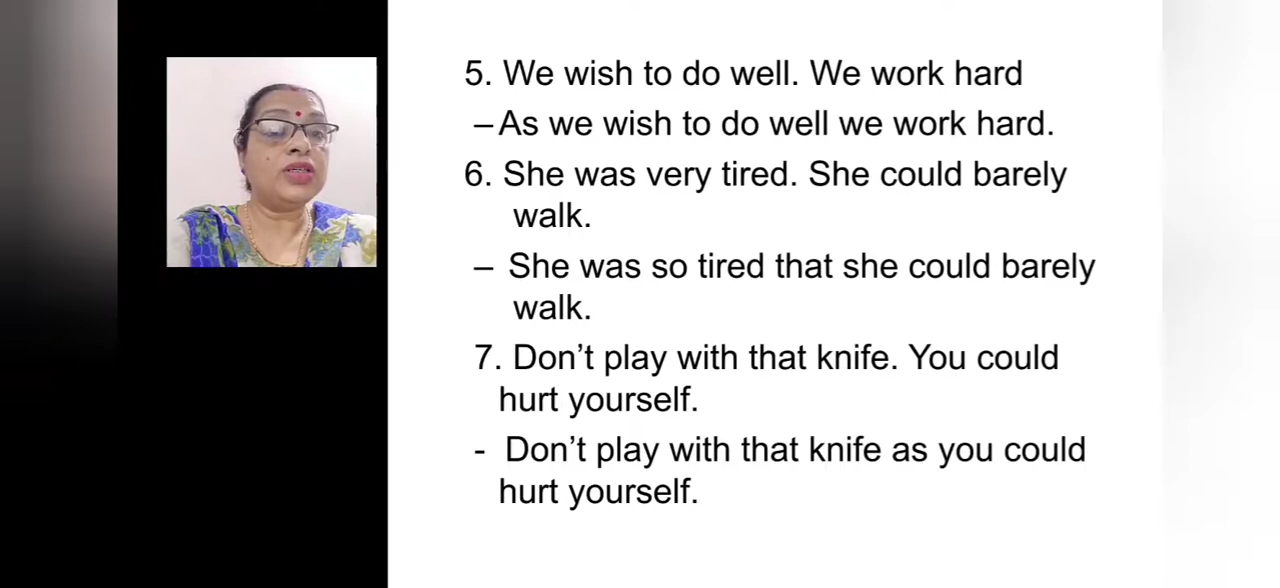 5. We wish to do well. We work hard
– As we wish to do well we work hard.
6. She was very tired. She could barely
walk.
– She was so tired that she could barely
walk.
7. Don’t play with that knife. You could
hurt yourself.
- Don’t play with that knife as you could
hurt yourself.